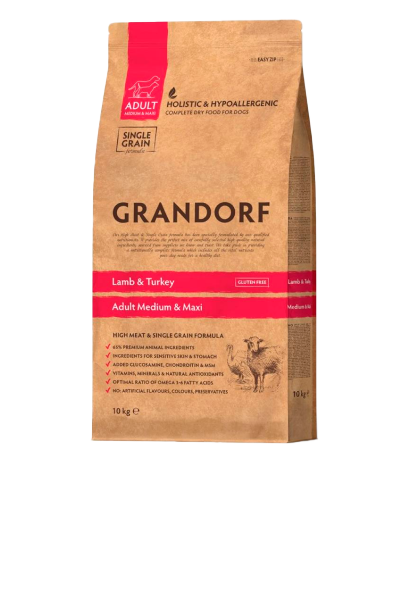 EASY ZIP
ADULT
MEDIUM & MAXI
HOLISTIC & HYPOALLERGENIC
COMPLETE DRY FOOD FOR DOGS
SINGLE
GRAIN
formula
GRANDORF
Lamb & Turkey
GLUTEN FREE
Lamb & Turk
Adult Medium & Maxi
Medium & Ma
HIGH MEAT & SINGLE GRAIN FORMULA
65% PREMIUM ANIMAL INGREDIENTS
INGREDIENTS FOR SENSITIVE SKIN & STOMACH
ADDED GLUCOSAMINE, CHONDROITIN & MSM
VITAMINS, MINERALS & NATURAL ANTIOXIDANTS
OPTIMAL RATIO OF OMEGA 3-6 FATTY ACIDS
NO: ARTIFICIAL FLAVOURS, COLOURS, PRESERVATIVES
10 kg ℮
10 kg ℮